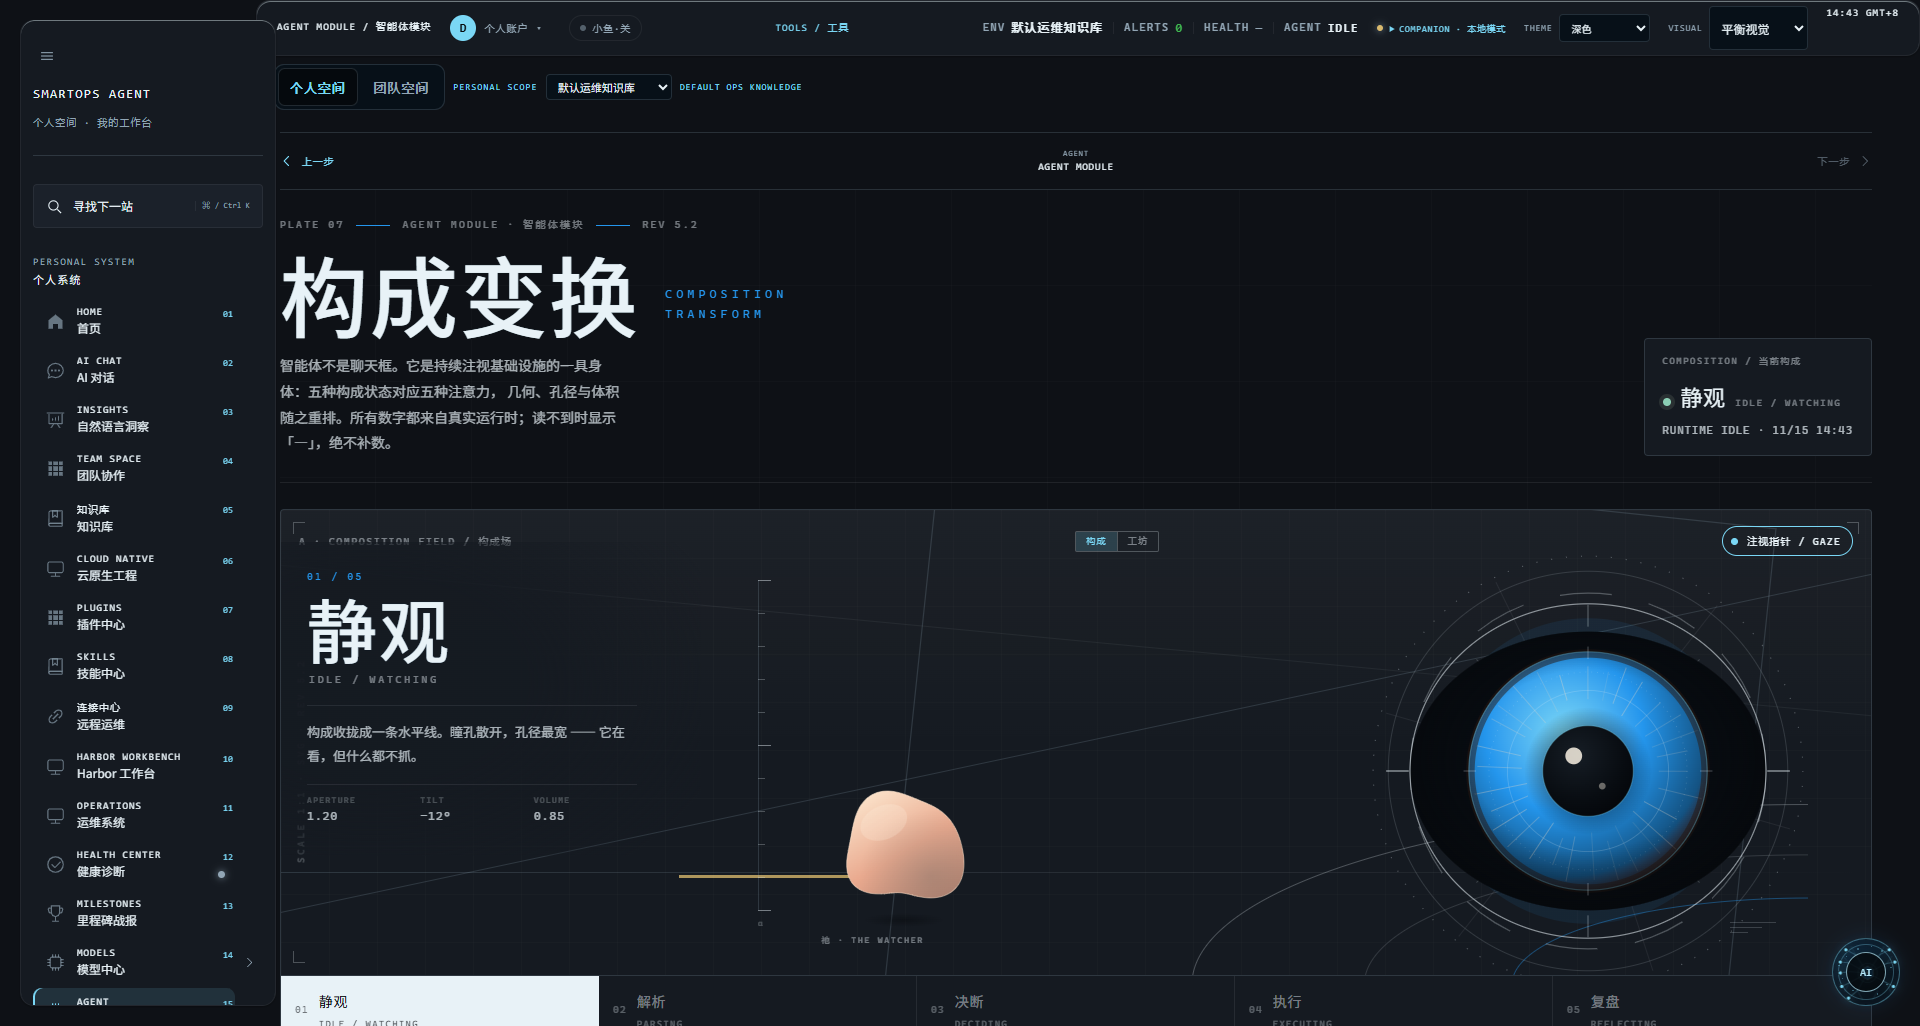 AGENT MODULE / 智能体模块
D 个人账户
小鱼·关
TOOLS / 工具
ENV 默认运维知识库
ALERTS 0
HEALTH —
AGENT IDLE
COMPANION · 本地模式
THEME 深色
VISUAL 平衡视觉
14:43 GMT+8
SMARTOPS AGENT
个人空间 · 我的工作台
寻找下一站 ⌘ / Ctrl K
PERSONAL SYSTEM
个人系统
HOME 01
首页
AI CHAT 02
AI 对话
INSIGHTS 03
自然语言洞察
TEAM SPACE 04
团队协作
知识库 05
知识库
CLOUD NATIVE 06
云原生工程
PLUGINS 07
插件中心
SKILLS 08
技能中心
连接中心 09
远程运维
HARBOR WORKBENCH 10
Harbor 工作台
OPERATIONS 11
运维系统
HEALTH CENTER 12
健康诊断
MILESTONES 13
里程碑战报
MODELS 14
模型中心
AGENT 15
个人空间 团队空间 PERSONAL SCOPE 默认运维知识库 DEFAULT OPS KNOWLEDGE
上一步
AGENT
AGENT MODULE
下一步
PLATE 07 —— AGENT MODULE · 智能体模块 —— REV 5.2
构成变换
COMPOSITION
TRANSFORM
智能体不是聊天框。它是持续注视基础设施的一具身
体：五种构成状态对应五种注意力， 几何、孔径与体积
随之重排。所有数字都来自真实运行时；读不到时显示
「—」，绝不补数。
COMPOSITION / 当前构成
静观 IDLE / WATCHING
RUNTIME IDLE · 11/15 14:43
A · COMPOSITION FIELD / 构成场
构成 工坊
注视指针 / GAZE
01 / 05
静观
IDLE / WATCHING
构成收拢成一条水平线。瞳孔散开，孔径最宽 —— 它在
看，但什么都不抓。
APERTURE TILT VOLUME
1.20 −12° 0.85
· THE WATCHER
AI
01 静观
IDLE / WATCHING
02 解析
PARSING
03 决断
DECIDING
04 执行
EXECUTING
05 复盘
REFLECTING